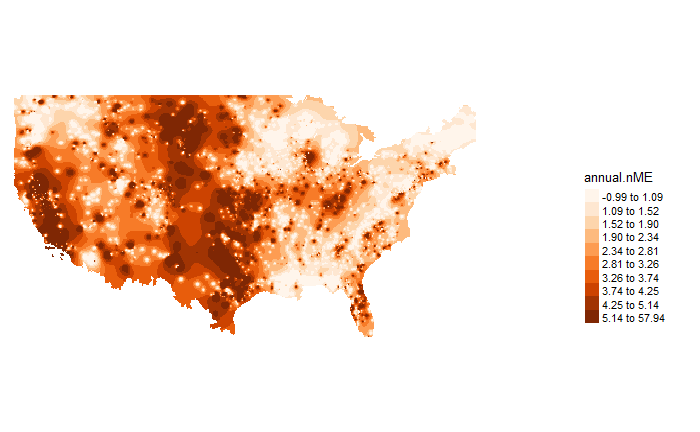 annual.nME
-0.99 to 1.09
1.09 to 1.52
1.52 to 1.90
1.90 to 2.34
2.34 to 2.81
2.81 to 3.26
3.26 to 3.74
3.74 to 4.25
4.25 to 5.14
5.14 to 57.94